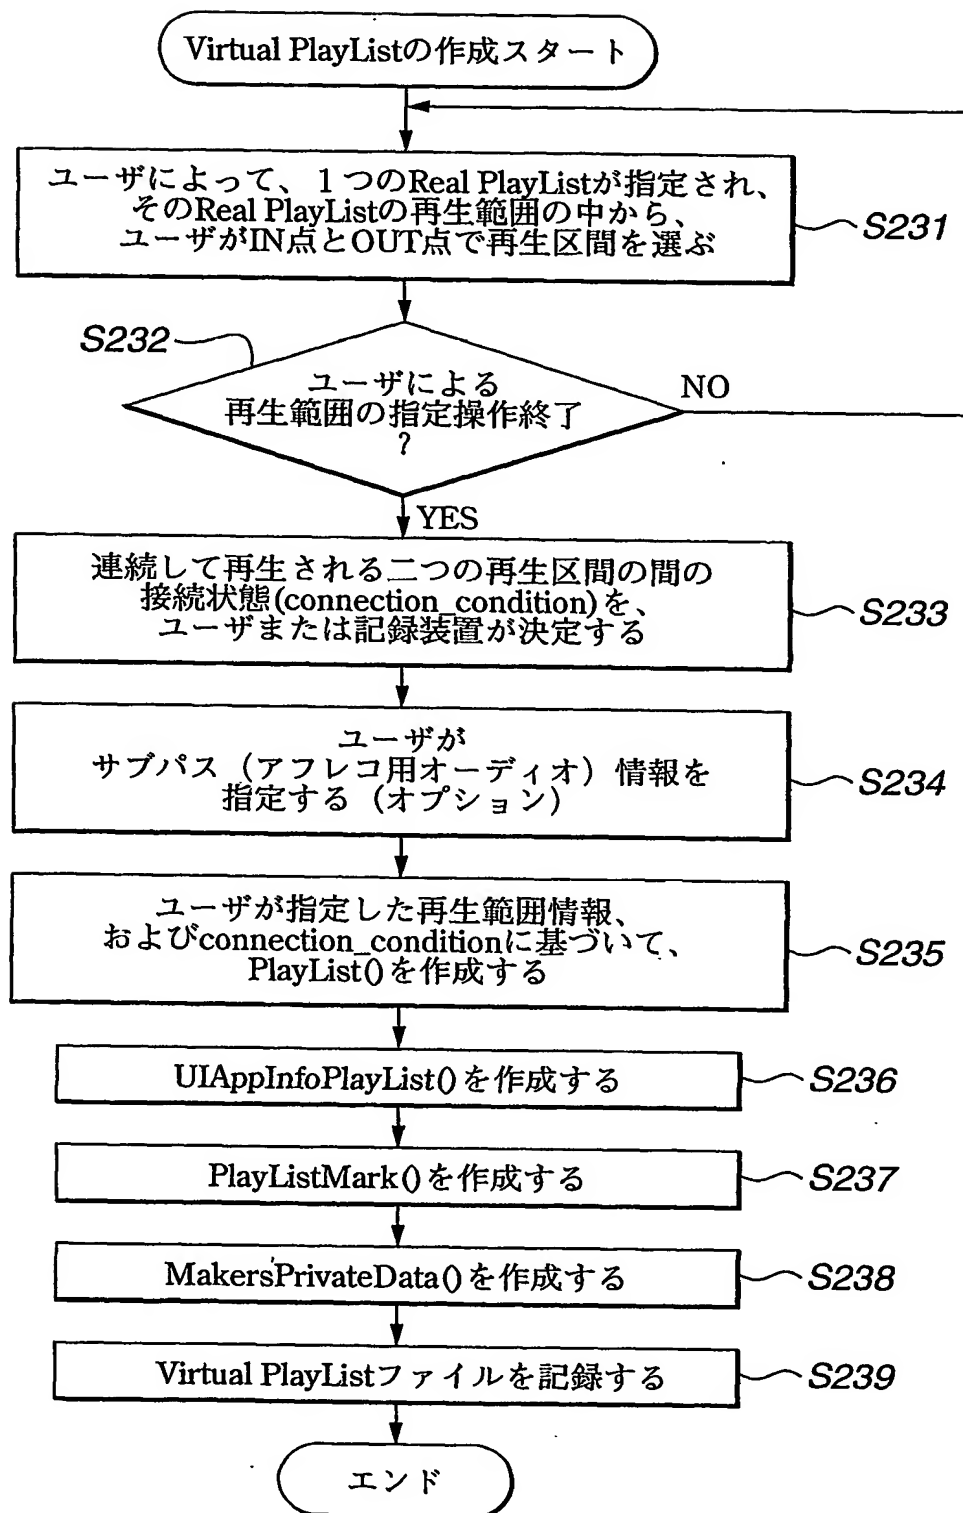 Virtual PlayListの作成スタート
ユーザによって、1つのReal PlayListが指定され、
そのReal PlayListの再生範囲の中から、
ユーザがIN点とOUT点で再生区間を選ぶ
S231
S232
ユーザによる
再生範囲の指定操作終了
?
NO
YES
連続して再生される二つの再生区間の間の
接続状態(connection_condition)を、
ユーザまたは記録装置が決定する
S233
ユーザが
サブパス（アフレコ用オーディオ）情報を
指定する（オプション）
S234
ユーザが指定した再生範囲情報、
およびconnection_conditionに基づいて、
PlayList()を作成する
S235
UIAppInfoPlayList()を作成する
S236
PlayListMark()を作成する
S237
MakersPrivateData()を作成する
S238
Virtual PlayListファイルを記録する
S239
エンド